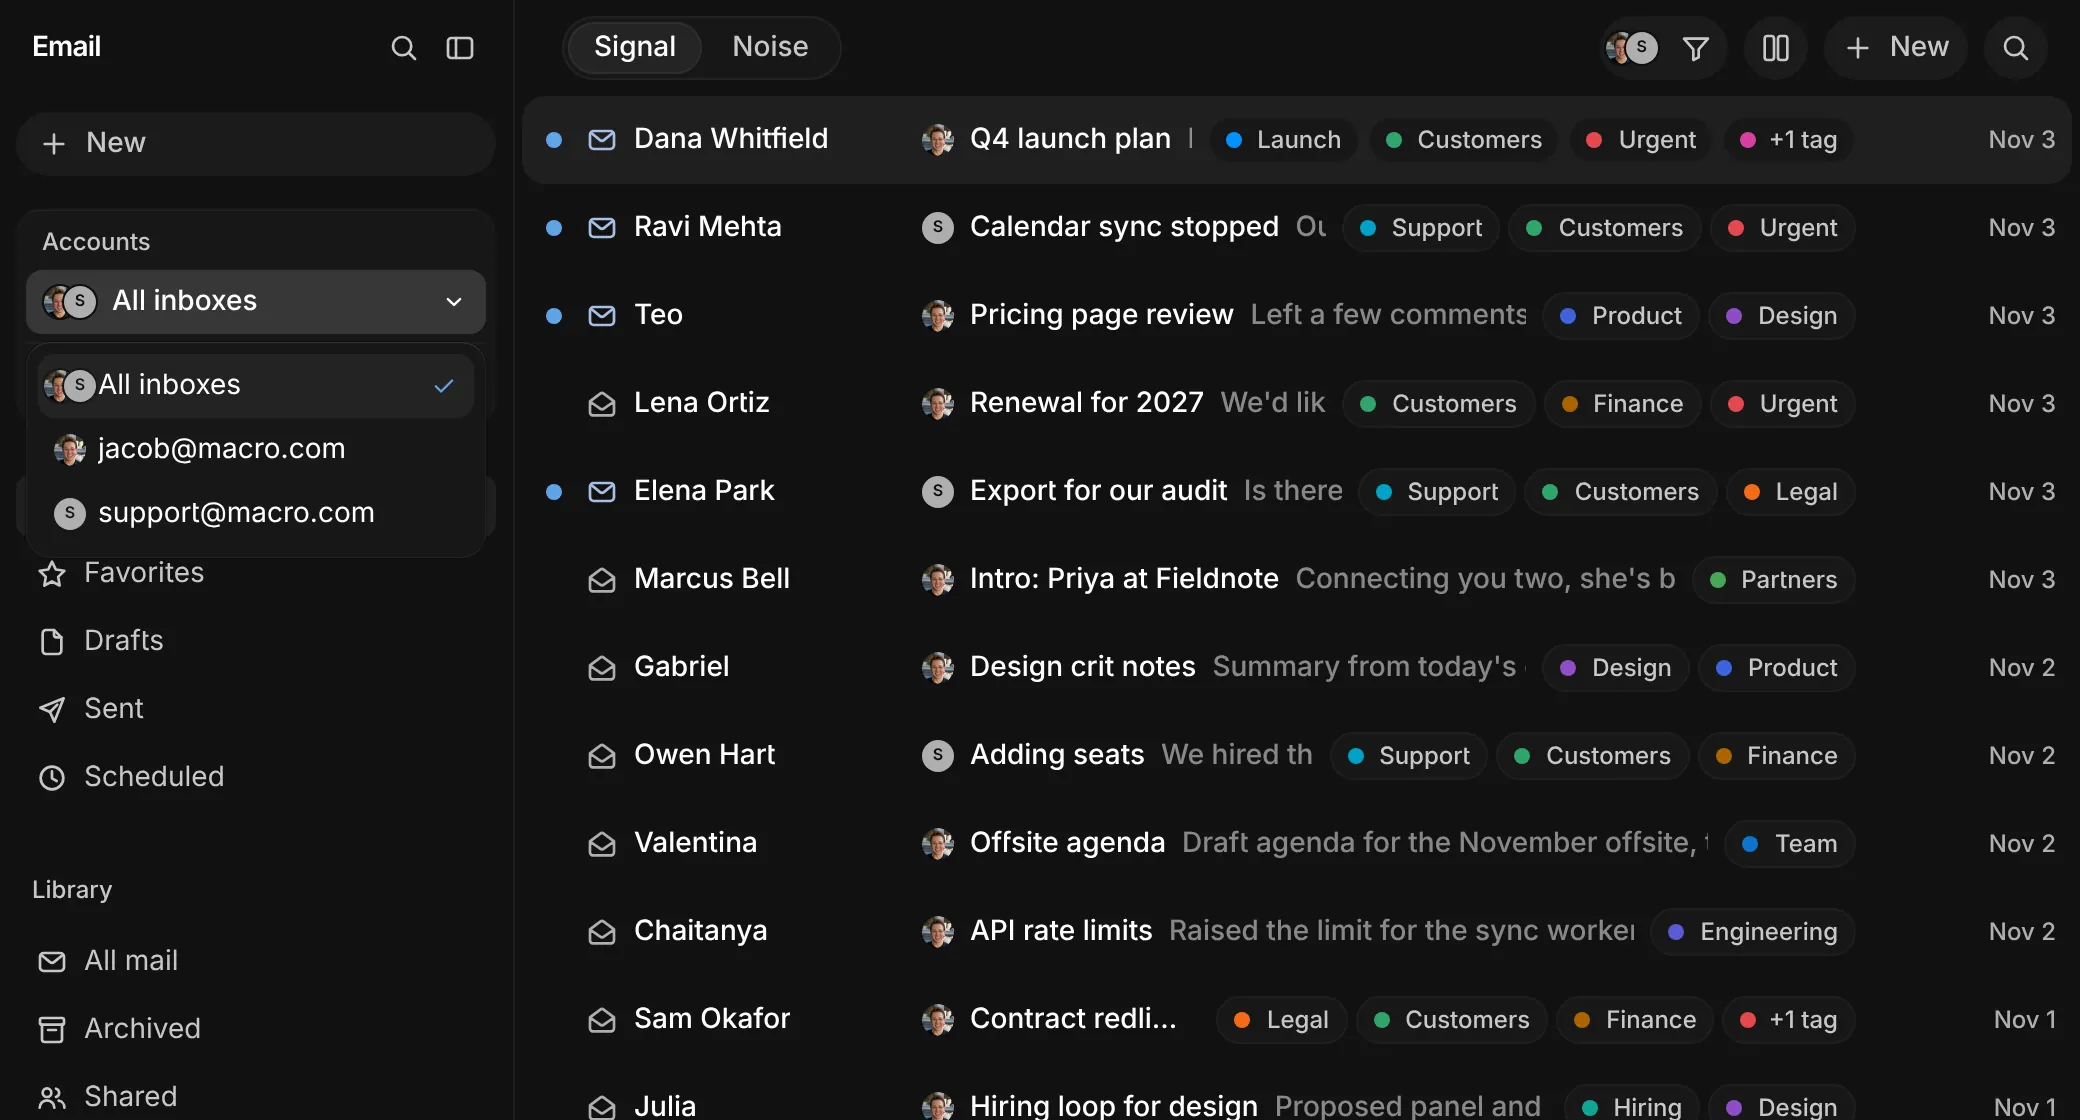 Email
New
Accounts
S All inboxes
S All inboxes
jacob@macro.com
S support@macro.com
Favorites
Drafts
Sent
Scheduled
Library
All mail
Archived
Shared
Signal Noise S New
Dana Whitfield Q4 launch plan Launch Customers Urgent +1 tag Nov 3
Ravi Mehta S Calendar sync stopped Support Customers Urgent Nov 3
Teo Pricing page review Left a few comments Product Design Nov 3
Lena Ortiz Renewal for 2027 We'd lik Customers Finance Urgent Nov 3
Elena Park S Export for our audit Is there Support Customers Legal Nov 3
Marcus Bell Intro: Priya at Fieldnote Connecting you two, she's b Partners Nov 3
Gabriel Design crit notes Summary from today's Design Product Nov 2
Owen Hart S Adding seats We hired th Support Customers Finance Nov 2
Valentina Offsite agenda Draft agenda for the November offsite, Team Nov 2
Chaitanya API rate limits Raised the limit for the sync worker Engineering Nov 2
Sam Okafor Contract redli... Legal Customers Finance +1 tag Nov 1
Julia Hiring loop for design Proposed panel and Hiring Design Nov 1